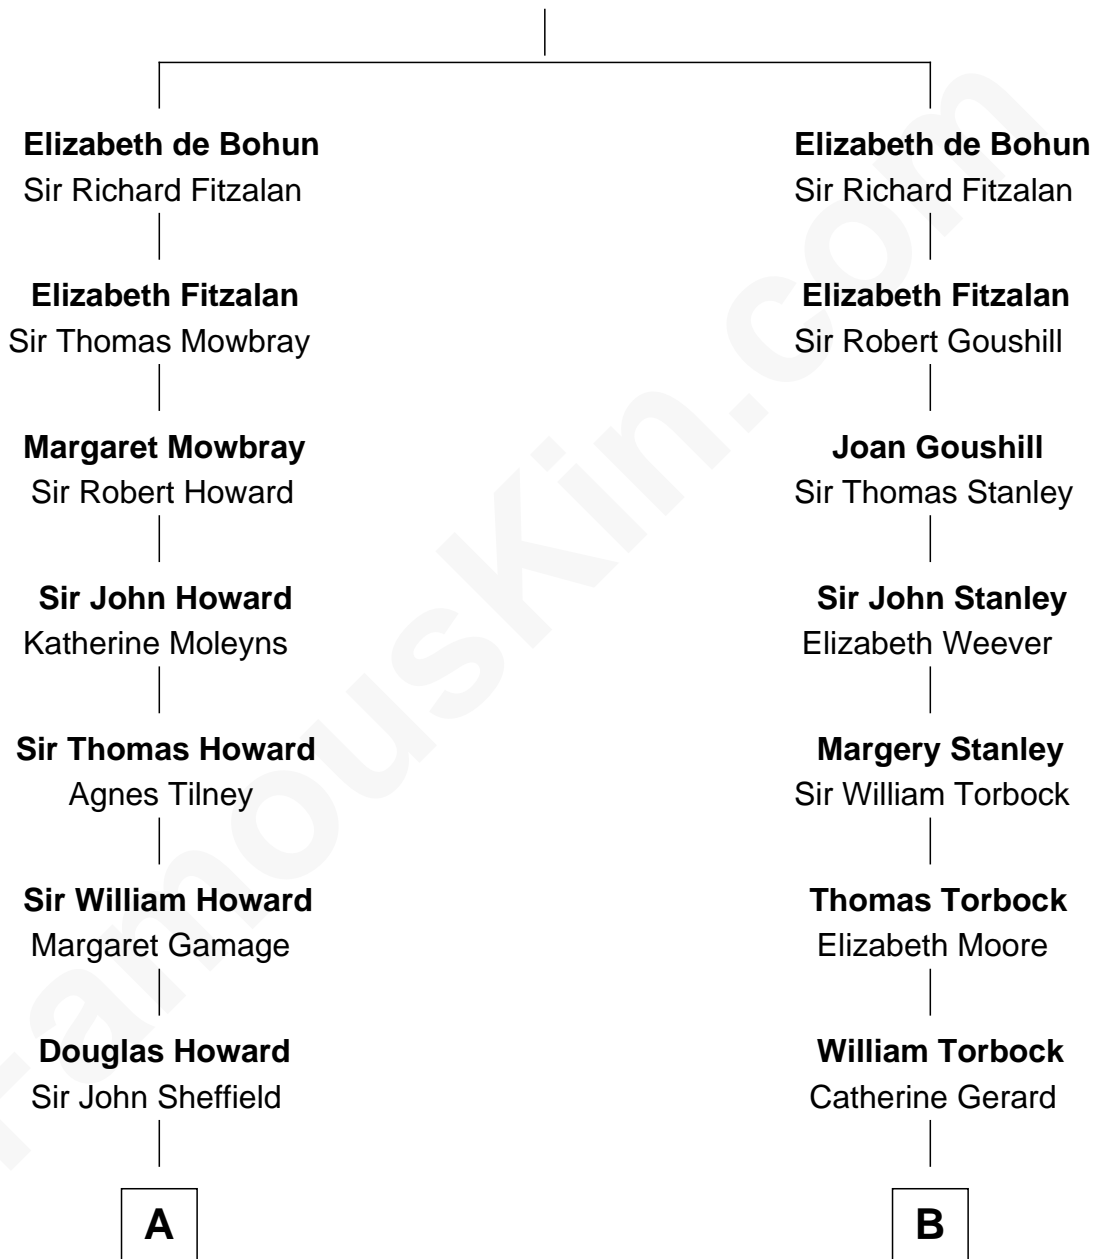 Elizabeth de Bohun
Sir Richard Fitzalan
Elizabeth Fitzalan
Sir Thomas Mowbray
Margaret Mowbray
Sir Robert Howard
Sir John Howard
Katherine Moleyns
Sir Thomas Howard
Agnes Tilney
Sir William Howard
Margaret Gamage
Douglas Howard
Sir John Sheffield
A
Elizabeth de Bohun
Sir Richard Fitzalan
Elizabeth Fitzalan
Sir Robert Goushill
Joan Goushill
Sir Thomas Stanley
Sir John Stanley
Elizabeth Weever
Margery Stanley
Sir William Torbock
Thomas Torbock
Elizabeth Moore
William Torbock
Catherine Gerard
B
FamousKin.com